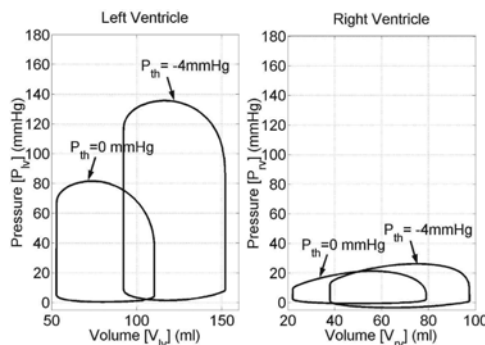 Left Ventricle
180
160
140
120
100
80
60
40
20
0
Pressure [P_lv] (mmHg)
P_th= -4mmHg
P_th=0 mmHg
50
100
150
Volume [V_lv] (ml)
Right Ventricle
180
160
140
120
100
80
60
40
20
0
Pressure [P_rv] (mmHg)
P_th=0 mmHg
P_th= -4mmHg
20
40
60
80
100
Volume [V_rv] (ml)